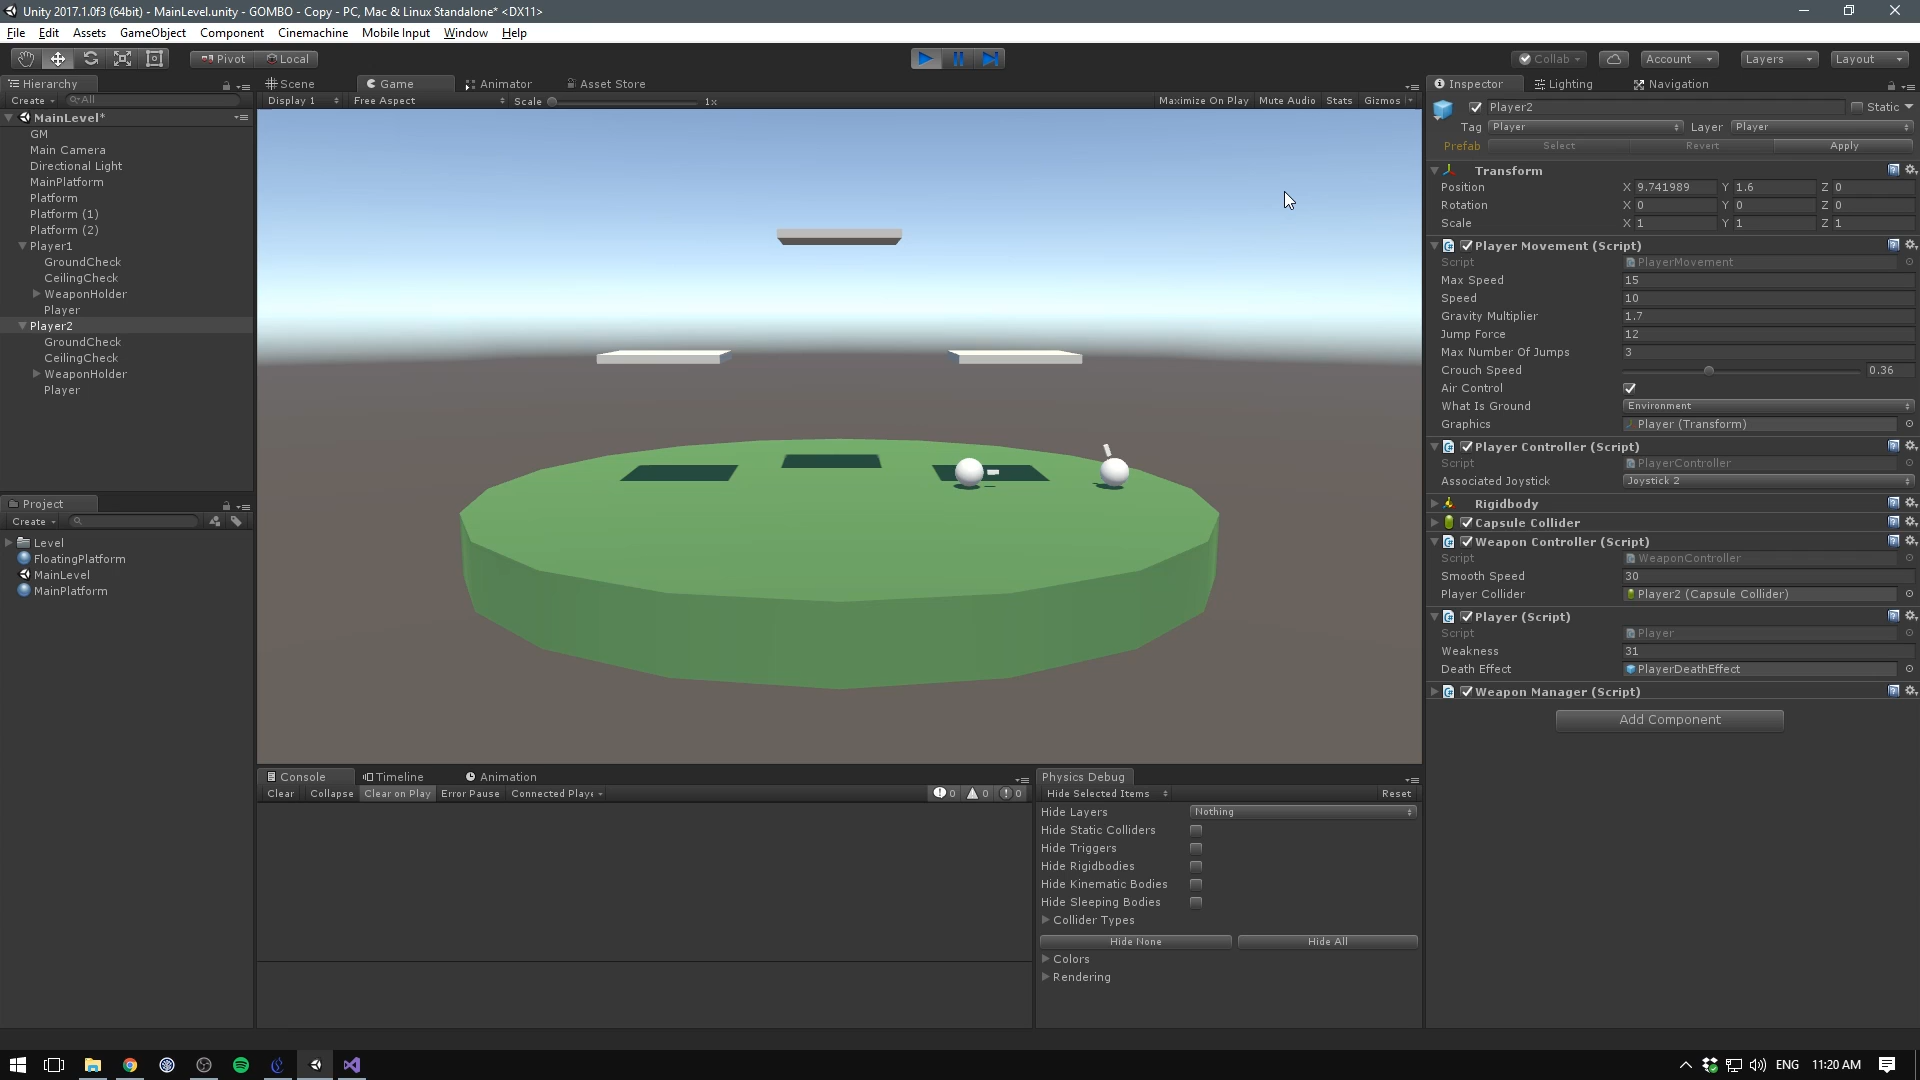 Unity 2017.1.0f3 (64bit) - MainLevel.unity - GOMBO - Copy - PC, Mac & Linux Standalone* <DX11>
File Edit Assets GameObject Component Cinemachine Mobile Input Window Help
Pivot Local Collab Account Layers Layout
Hierarchy
Create All
MainLevel*
GM
Main Camera
Directional Light
MainPlatform
Platform
Platform (1)
Platform (2)
Player1
GroundCheck
CeilingCheck
WeaponHolder
Player
Player2
GroundCheck
CeilingCheck
WeaponHolder
Player
Project
Create
Level
FloatingPlatform
MainLevel
MainPlatform
Scene Game Animator Asset Store
Display 1 Free Aspect Scale 1x Maximize On Play Mute Audio Stats Gizmos
Console Timeline Animation
Clear Collapse Clear on Play Error Pause Connected Playe 0 0 0
Physics Debug
Hide Selected Items Reset
Hide Layers Nothing
Hide Static Colliders
Hide Triggers
Hide Rigidbodies
Hide Kinematic Bodies
Hide Sleeping Bodies
Collider Types
Hide None Hide All
Colors
Rendering
Inspector Lighting Navigation
Player2 Static
Tag Player Layer Player
Prefab Select Revert Apply
Transform
Position X 9.741989 Y 1.6 Z 0
Rotation X 0 Y 0 Z 0
Scale X 1 Y 1 Z 1
Player Movement (Script)
Script PlayerMovement
Max Speed 15
Speed 10
Gravity Multiplier 1.7
Jump Force 12
Max Number Of Jumps 3
Crouch Speed 0.36
Air Control
What Is Ground Environment
Graphics Player (Transform)
Player Controller (Script)
Script PlayerController
Associated Joystick Joystick 2
Rigidbody
Capsule Collider
Weapon Controller (Script)
Script WeaponController
Smooth Speed 30
Player Collider Player2 (Capsule Collider)
Player (Script)
Script Player
Weakness 31
Death Effect PlayerDeathEffect
Weapon Manager (Script)
Add Component
ENG 11:20 AM